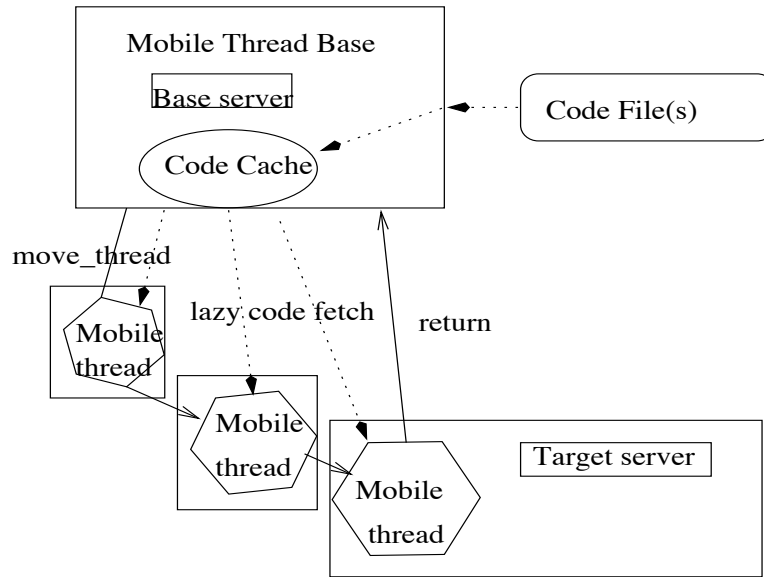 Mobile Thread Base
Base server
Code File(s)
Code Cache
move_thread
lazy code fetch
return
Mobile
thread
Mobile
thread
Target server
Mobile
thread